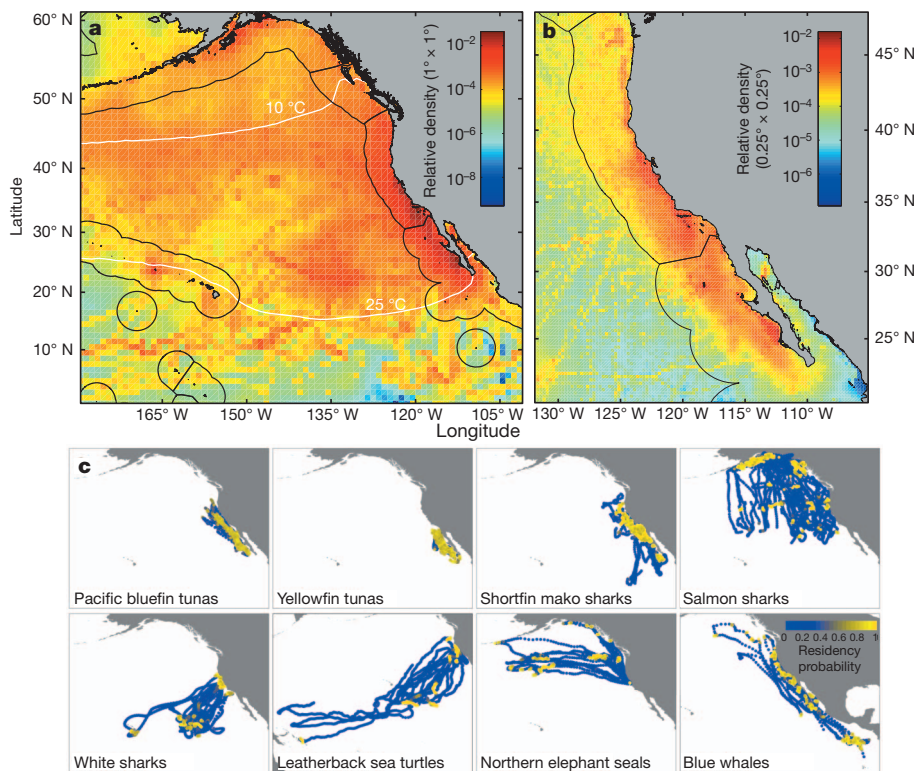 a
60° N
50° N
40° N
30° N
20° N
10° N
Latitude
165° W
150° W
135° W
120° W
105° W
10 °C
25 °C
Relative density (1° × 1°)
10⁻²
10⁻⁴
10⁻⁶
10⁻⁸
b
45° N
40° N
35° N
30° N
25° N
130° W
125° W
120° W
115° W
110° W
Relative density
(0.25° × 0.25°)
10⁻²
10⁻³
10⁻⁴
10⁻⁵
10⁻⁶
Longitude
c
Pacific bluefin tunas
Yellowfin tunas
Shortfin mako sharks
Salmon sharks
White sharks
Leatherback sea turtles
Northern elephant seals
Blue whales
0 0.2 0.4 0.6 0.8 1
Residency
probability